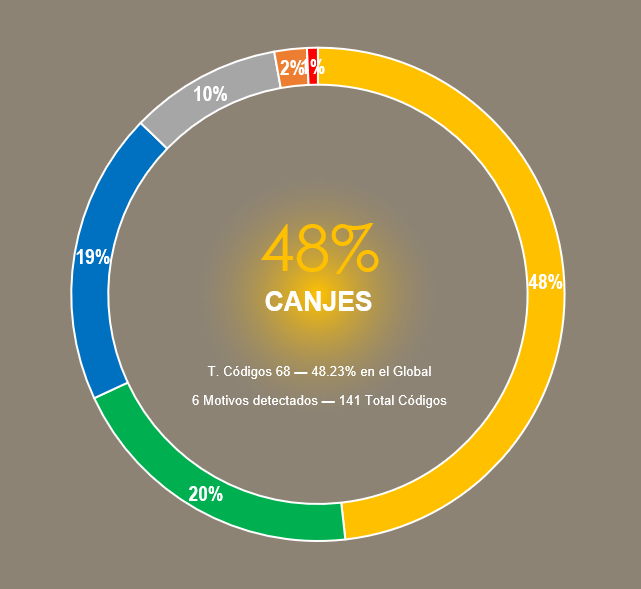 2%
1%
10%
48%
19%
CANJES
48%
T. Códigos 68 — 48.23% en el Global
6 Motivos detectados — 141 Total Códigos
20%